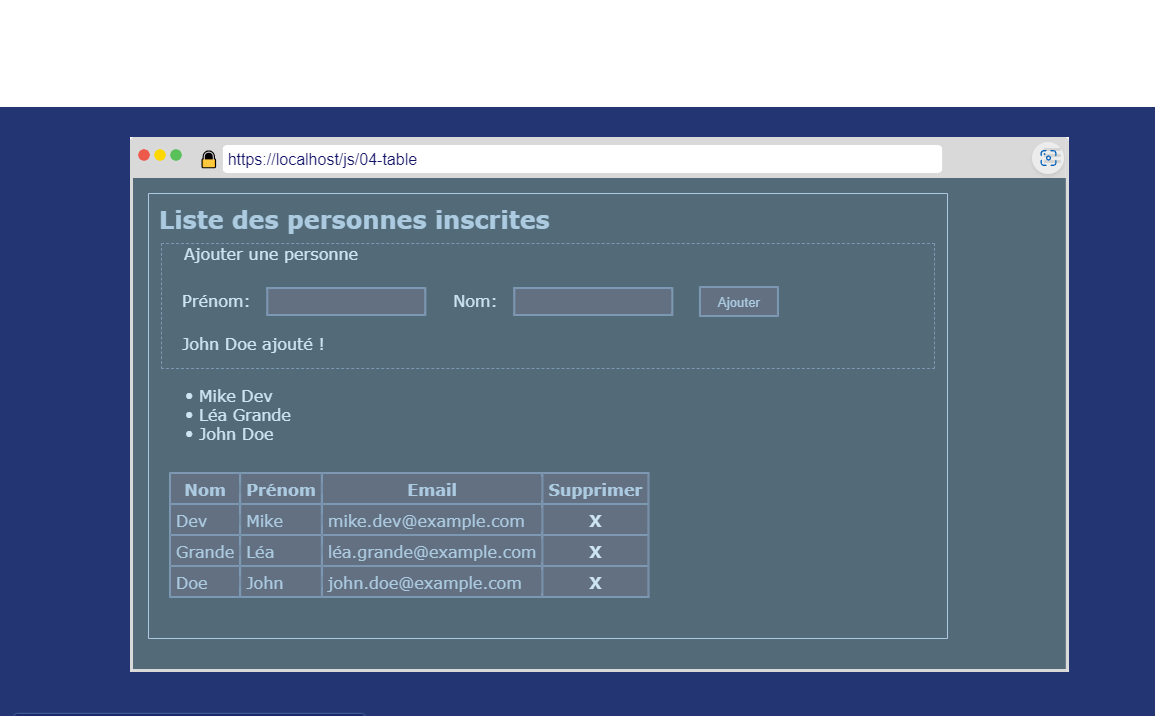 https://localhost/js/04-table
Liste des personnes inscrites
Ajouter une personne
Prénom: Nom: Ajouter
John Doe ajouté !
• Mike Dev
• Léa Grande
• John Doe
Nom Prénom Email Supprimer
Dev Mike mike.dev@example.com X
Grande Léa léa.grande@example.com X
Doe John john.doe@example.com X